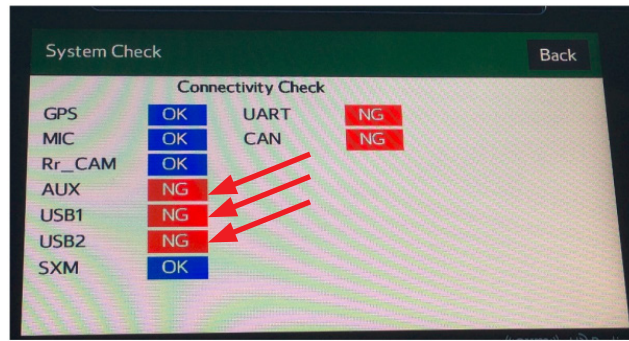 System Check Back
Connectivity Check
GPS OK UART NG
MIC OK CAN NG
Rr_CAM OK
AUX NG
USB1 NG
USB2 NG
SXM OK